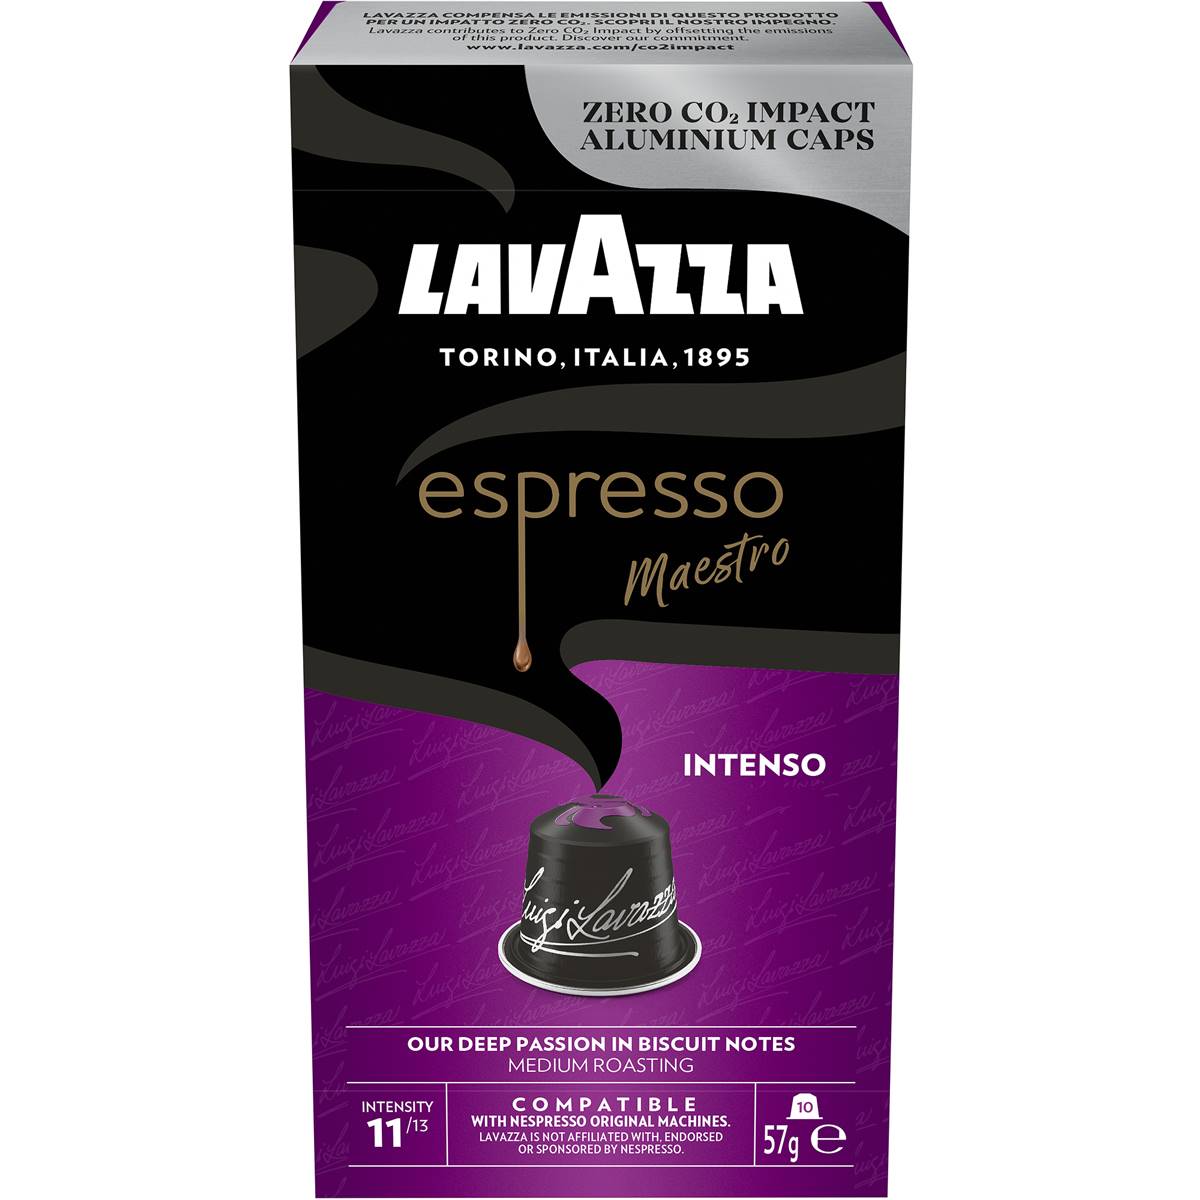 LAVAZZA COMPENSA LE EMISSIONI DI QUESTO PRODOTTO
PER UN IMPATTO ZERO CO₂. SCOPRI IL NOSTRO IMPEGNO.
Lavazza contributes to Zero CO₂ Impact by offsetting the emissions
of this product. Discover our commitment.
www.lavazza.com/co2impact
ZERO CO₂ IMPACT
ALUMINIUM CAPS
LAVAZZA
TORINO, ITALIA, 1895
espresso
Maestro
INTENSO
Luigi Lavazza
OUR DEEP PASSION IN BISCUIT NOTES
MEDIUM ROASTING
INTENSITY
11/13
COMPATIBLE
WITH NESPRESSO ORIGINAL MACHINES.
LAVAZZA IS NOT AFFILIATED WITH, ENDORSED
OR SPONSORED BY NESPRESSO.
10
57g ℮